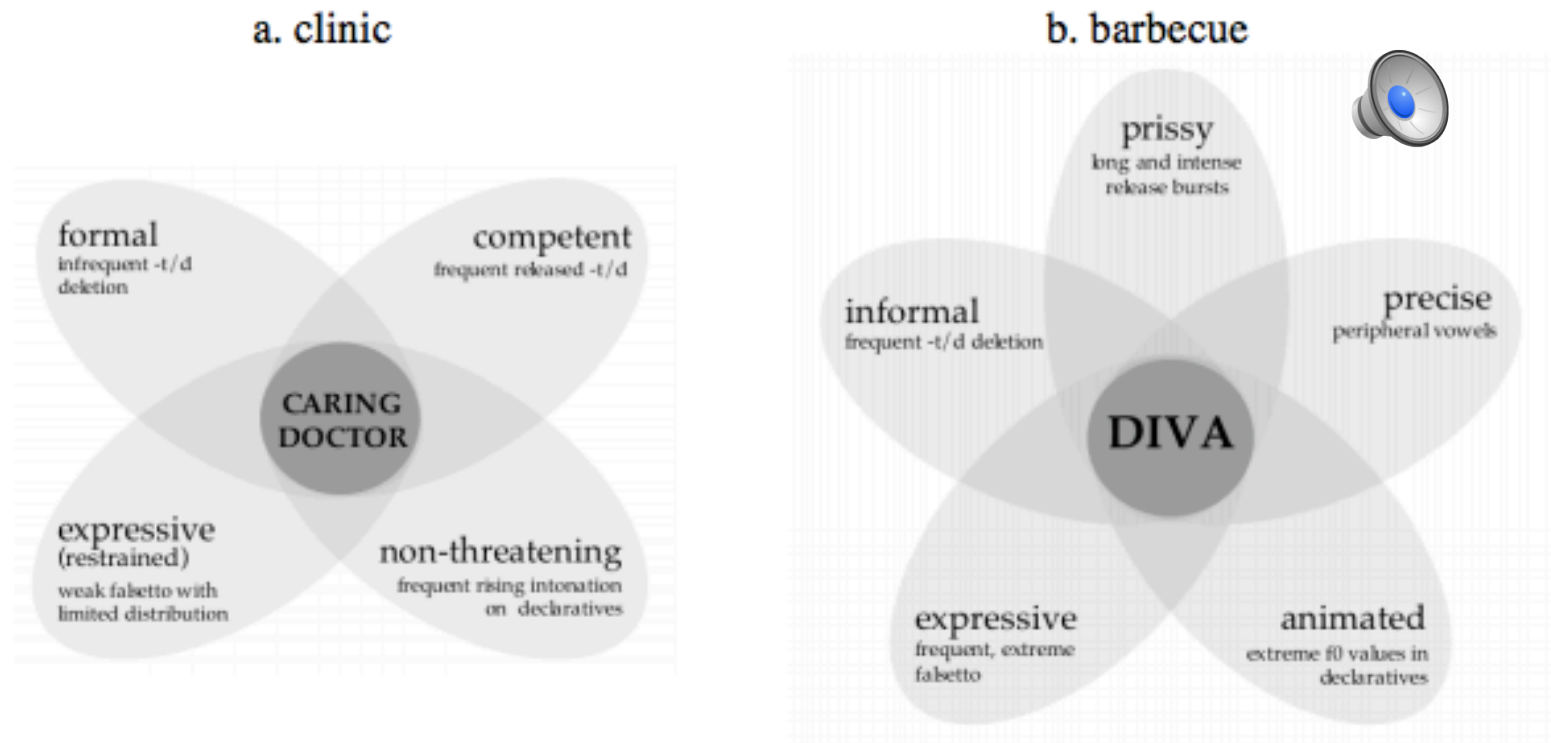 a. clinic
formal
infrequent -t/d
deletion
competent
frequent released -t/d
CARING
DOCTOR
expressive
(restrained)
weak falsetto with
limited distribution
non-threatening
frequent rising intonation
on declaratives
b. barbecue
prissy
long and intense
release bursts
informal
frequent -t/d deletion
precise
peripheral vowels
DIVA
expressive
frequent, extreme
falsetto
animated
extreme f0 values in
declaratives